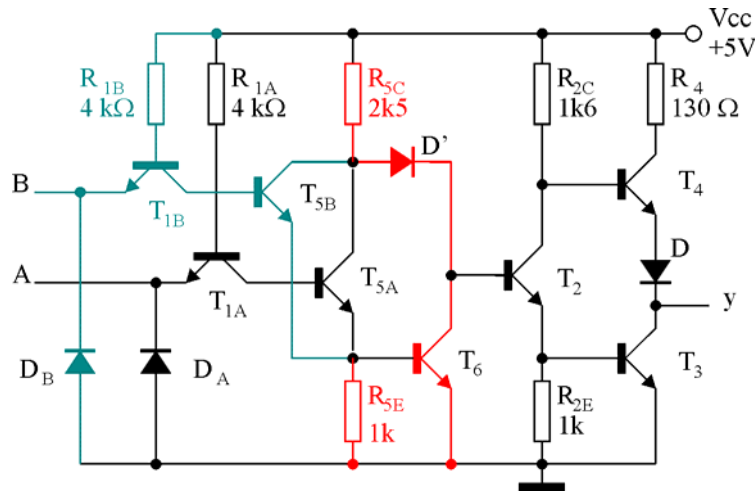 Vcc
+5V
R1B
4 kΩ
R1A
4 kΩ
R5C
2k5
R2C
1k6
R4
130 Ω
D’
B
T1B
T5B
T4
A
T1A
T5A
T2
D
y
DB
DA
R5E
1k
T6
R2E
1k
T3